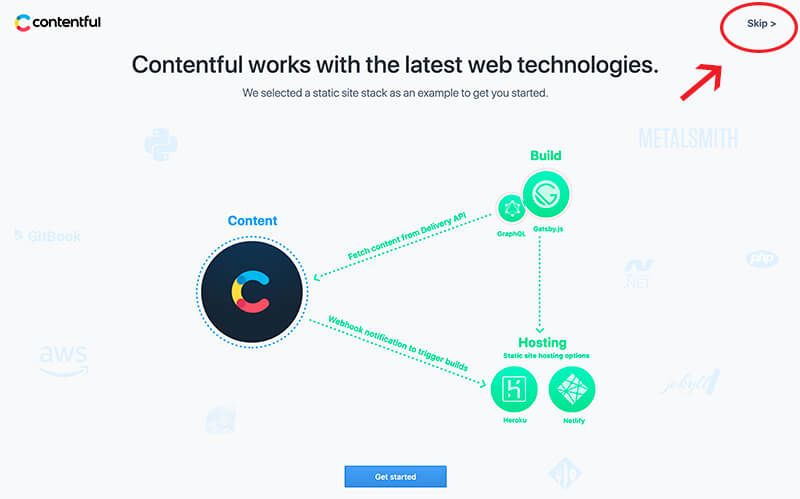 contentful
Skip >
Contentful works with the latest web technologies.
We selected a static site stack as an example to get you started.
METALSMITH
Build
GraphQL
Gatsby.js
Content
Fetch content from Delivery API
GitBook
php
.NET
Webhook notification to trigger builds
Hosting
Static site hosting options
aws
jekyll
Heroku
Netlify
Get started